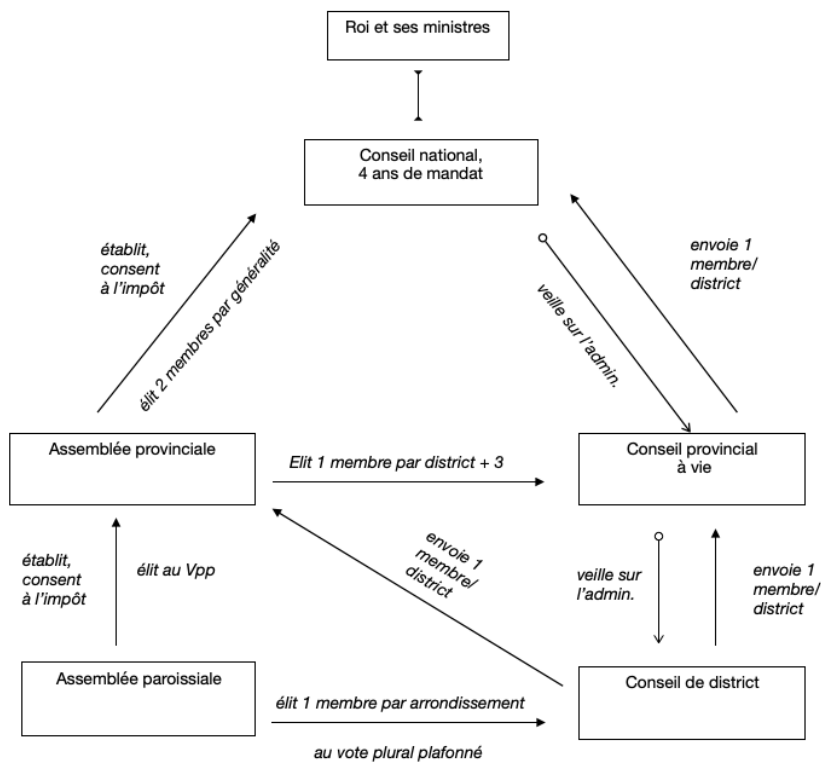 Roi et ses ministres
Conseil national,
4 ans de mandat
établit,
consent
à l'impôt
élit 2 membres par généralité
veille sur l'admin.
envoie 1
membre/
district
Assemblée provinciale
Elit 1 membre par district + 3
Conseil provincial
à vie
établit,
consent
à l'impôt
élit au Vpp
envoie 1
membre/
district
veille sur
l'admin.
envoie 1
membre/
district
Assemblée paroissiale
élit 1 membre par arrondissement
au vote plural plafonné
Conseil de district